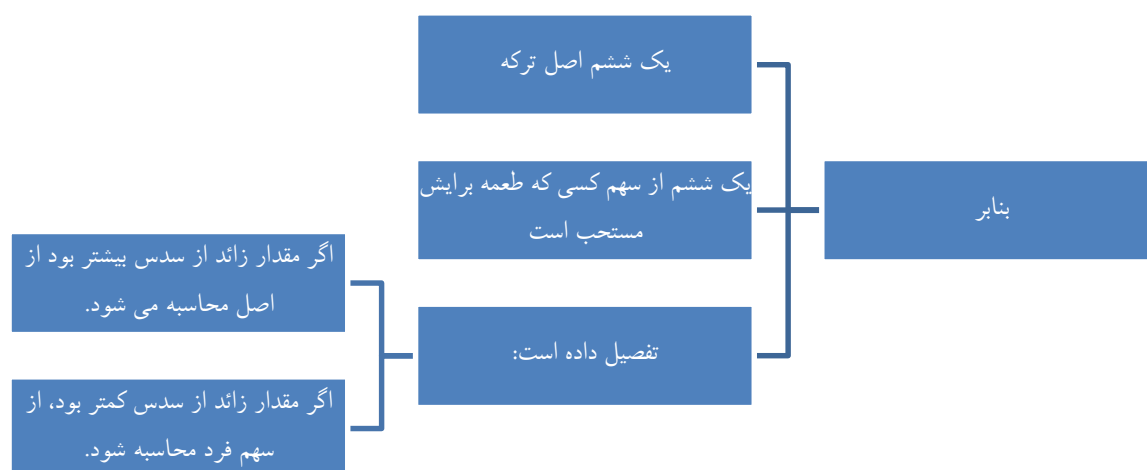 بنابر
یک ششم اصل ترکه
یک ششم از سهم کسی که طعمه برایش
مستحب است
تفصیل داده است:
اگر مقدار زائد از سدس بیشتر بود از
اصل محاسبه می شود.
اگر مقدار زائد از سدس کمتر بود، از
سهم فرد محاسبه شود.